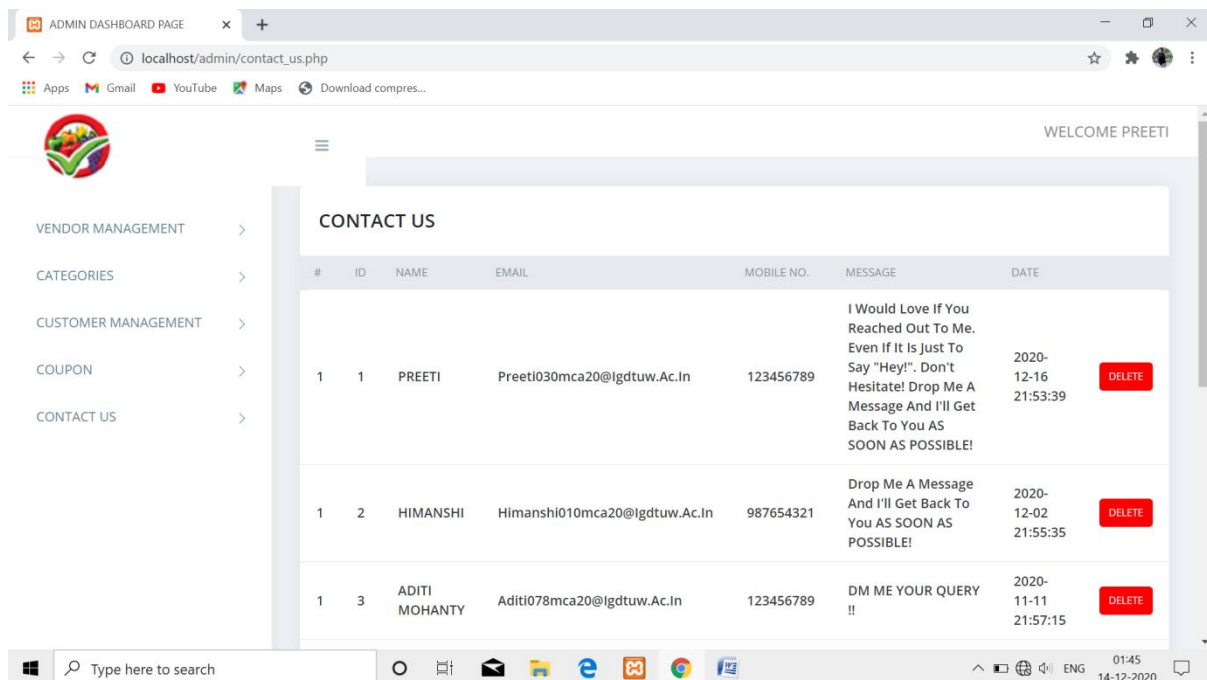 ADMIN DASHBOARD PAGE
localhost/admin/contact_us.php
Apps Gmail YouTube Maps Download compres...
WELCOME PREETI
VENDOR MANAGEMENT
CATEGORIES
CUSTOMER MANAGEMENT
COUPON
CONTACT US
CONTACT US
# ID NAME EMAIL MOBILE NO. MESSAGE DATE
1 1 PREETI Preeti030mca20@Igdtuw.Ac.In 123456789
I Would Love If You
Reached Out To Me.
Even If It Is Just To
Say "Hey!". Don't
Hesitate! Drop Me A
Message And I'll Get
Back To You AS
SOON AS POSSIBLE!
2020-
12-16
21:53:39
DELETE
1 2 HIMANSHI Himanshi010mca20@Igdtuw.Ac.In 987654321
Drop Me A Message
And I'll Get Back To
You AS SOON AS
POSSIBLE!
2020-
12-02
21:55:35
DELETE
1 3 ADITI
MOHANTY
Aditi078mca20@Igdtuw.Ac.In 123456789
DM ME YOUR QUERY
!!
2020-
11-11
21:57:15
DELETE
Type here to search
ENG
01:45
14-12-2020